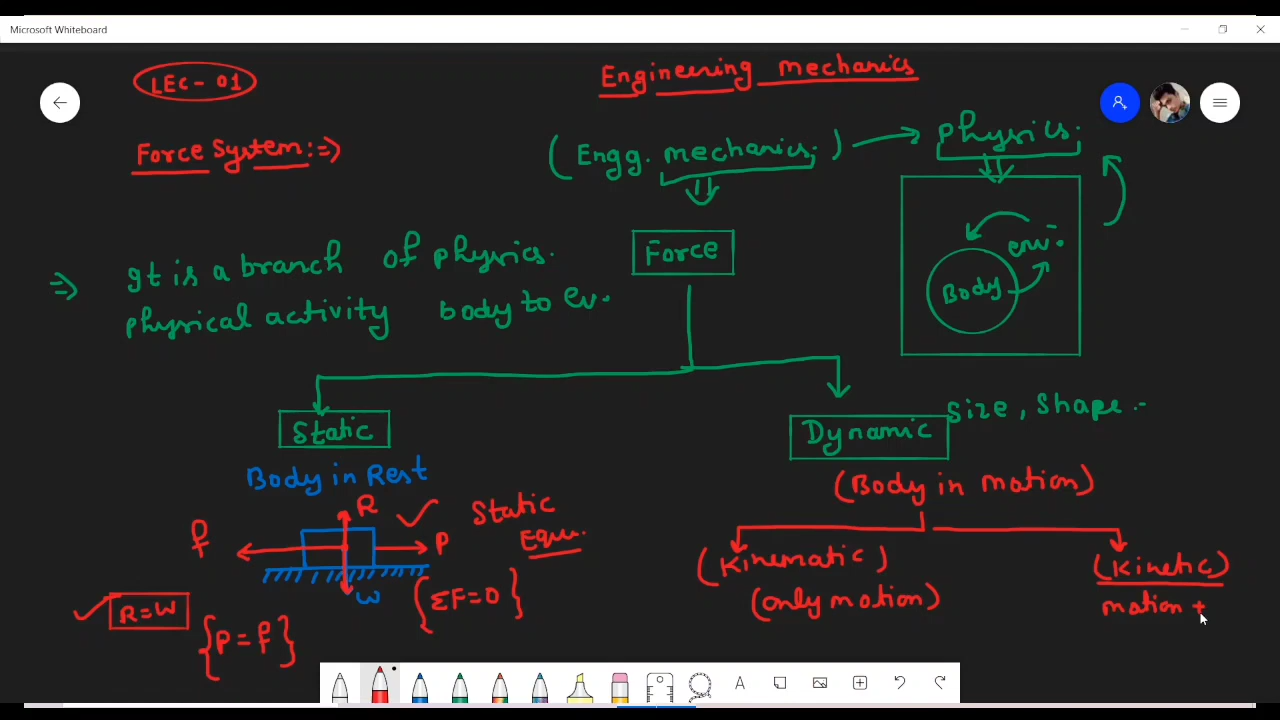 Microsoft Whiteboard
LEC-01
Engineering mechanics
Force System:⇒
(Engg. mechanics;) → physics.
Force
env.
Body
⇒ It is a branch of physics.
physical activity body to Ev.
Static
Dynamic
Size, Shape.-
Body in Rest
(Body in motion)
R
✓
Static
Equ.
f
P
W
{ΣF=0}
(Kinematic)
(only motion)
(Kinetic)
motion +
✓ R=W
{P=f}
A